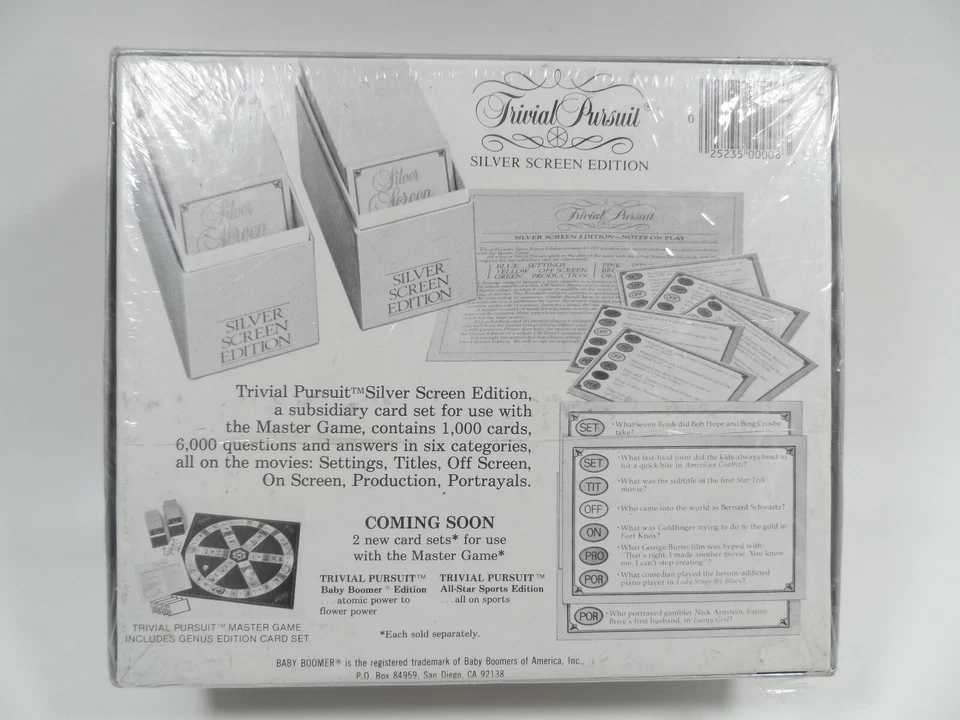 Trivial Pursuit
SILVER SCREEN EDITION
0
25235 00008
Silver
Screen
Silver
Screen
SILVER
SCREEN
EDITION
SILVER
SCREEN
EDITION
Trivial Pursuit
SILVER SCREEN EDITION—NOTES ON PLAY
BLUE SETTINGS
YELLOW OFF SCREEN
GREEN PRODUCTION
PINK
Trivial Pursuit™ Silver Screen Edition,
a subsidiary card set for use with
the Master Game, contains 1,000 cards,
6,000 questions and answers in six categories,
all on the movies: Settings, Titles, Off Screen,
On Screen, Production, Portrayals.
SET • What seven Roads did Bob Hope and Bing Crosby
take?
SET • What fast-food joint did the kids always head to
for a quick bite in American Graffiti?
TIT • What was the subtitle of the first Star Trek
movie?
OFF • Who came into the world as Bernard Schwartz?
ON • What was Goldfinger trying to do to the gold in
Fort Knox?
PRO • What George Burns film was hyped with:
"That's right. I made another movie. You know
me. I can't stop creating"?
POR • What comedian played the heroin-addicted
piano player in Lady Sings the Blues?
POR • Who portrayed gambler Nick Arnstein, Fanny
Brice's first husband, in Funny Girl?
COMING SOON
2 new card sets* for use
with the Master Game*
TRIVIAL PURSUIT™
Baby Boomer® Edition
. . . atomic power to
flower power
TRIVIAL PURSUIT™
All-Star Sports Edition
. . . all on sports
*Each sold separately.
TRIVIAL PURSUIT™ MASTER GAME
INCLUDES GENUS EDITION CARD SET
BABY BOOMER® is the registered trademark of Baby Boomers of America, Inc.,
P.O. Box 84959, San Diego, CA 92138